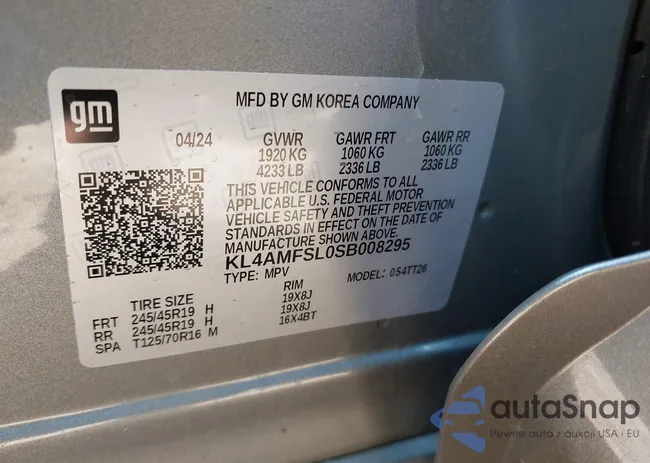 gm
MFD BY GM KOREA COMPANY
04/24 GVWR GAWR FRT GAWR RR
1920 KG 1060 KG 1060 KG
4233 LB 2336 LB 2336 LB
THIS VEHICLE CONFORMS TO ALL
APPLICABLE U.S. FEDERAL MOTOR
VEHICLE SAFETY AND THEFT PREVENTION
STANDARDS IN EFFECT ON THE DATE OF
MANUFACTURE SHOWN ABOVE.
KL4AMFSL0SB008295
TYPE: MPV MODEL: 054TT26
TIRE SIZE RIM
FRT 245/45R19 H 19X8J
RR 245/45R19 H 19X8J
SPA T125/70R16 M 16X4BT
autaSnap
Pewne auta z aukcji USA i EU